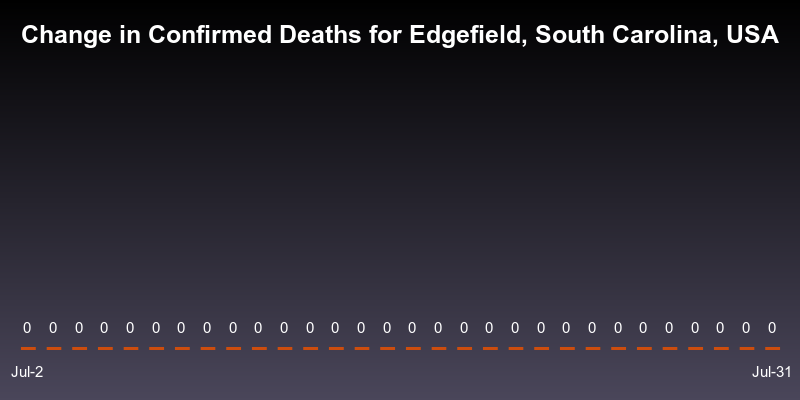 Change in Confirmed Deaths for Edgefield, South Carolina, USA
0 0 0 0 0 0 0 0 0 0 0 0 0 0 0 0 0 0 0 0 0 0 0 0 0 0 0 0 0 0
Jul-2 Jul-31